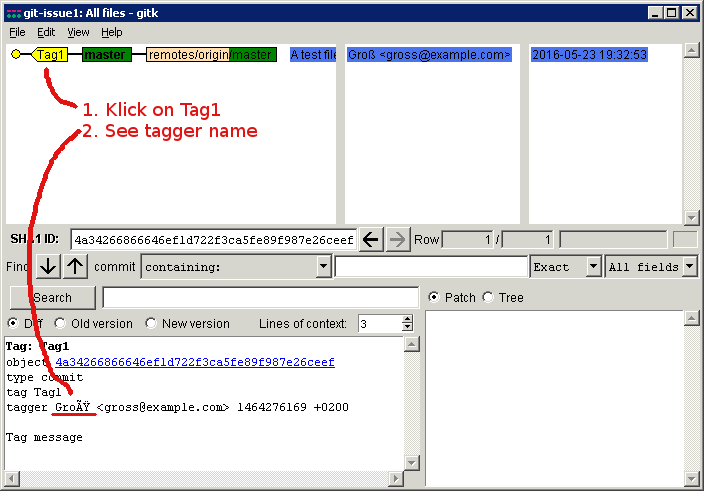 git-issue1: All files - gitk
File Edit View Help
Tag1 master remotes/origin/master A test file Groß <gross@example.com> 2016-05-23 19:32:53
1. Klick on Tag1
2. See tagger name
SHA1 ID: 4a34266866646ef1d722f3ca5fe89f987e26ceef Row 1 / 1
Find commit containing: Exact All fields
Search Patch Tree
Diff Old version New version Lines of context: 3
Tag: Tag1
object 4a34266866646ef1d722f3ca5fe89f987e26ceef
type commit
tag Tag1
tagger GroÃŸ <gross@example.com> 1464276169 +0200
Tag message